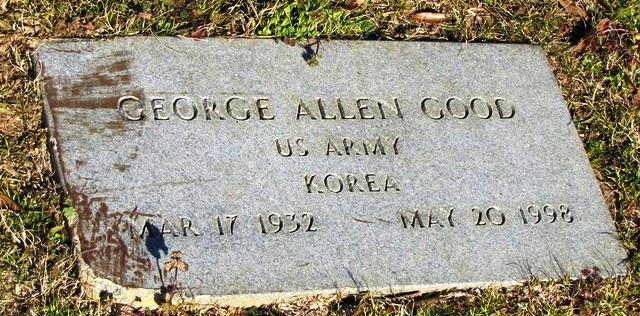 GEORGE ALLEN GOOD
US ARMY
KOREA
MAR 17 1932 MAY 20 1998